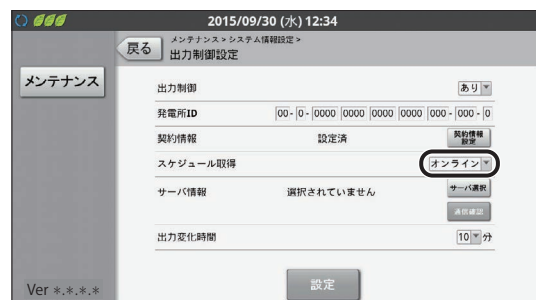 2015/09/30 (水) 12:34
戻る
メンテナンス > システム情報設定 >
出力制御設定
メンテナンス
出力制御 あり
発電所ID 00 - 0 - 0000 0000 0000 0000 000 - 000 - 0
契約情報 設定済 契約情報
設定
スケジュール取得 オンライン
サーバ情報 選択されていません サーバ選択
通信確認
出力変化時間 10 分
設定
Ver *.*.*.*